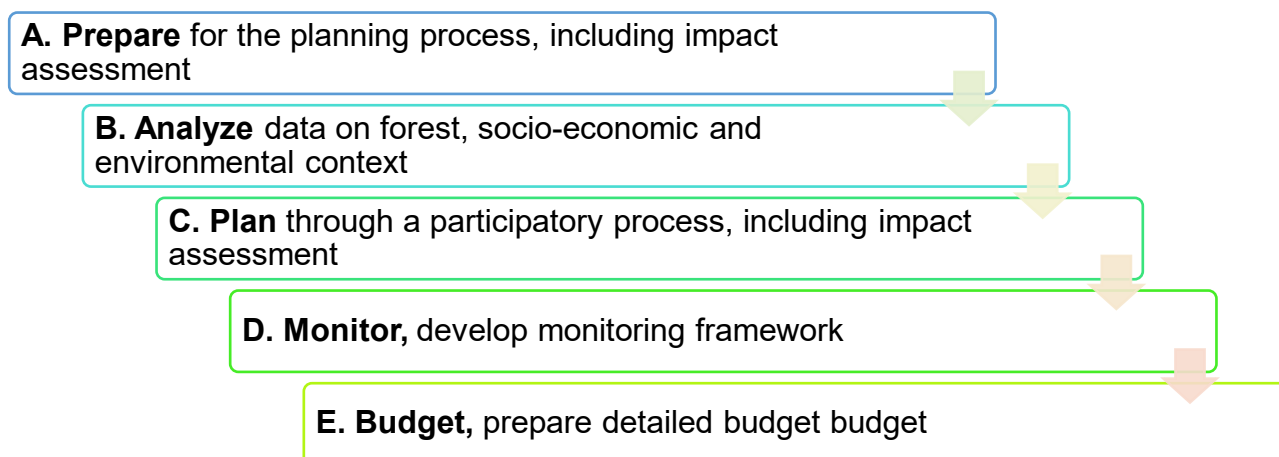 A. Prepare for the planning process, including impact
assessment
B. Analyze data on forest, socio-economic and
environmental context
C. Plan through a participatory process, including impact
assessment
D. Monitor, develop monitoring framework
E. Budget, prepare detailed budget budget